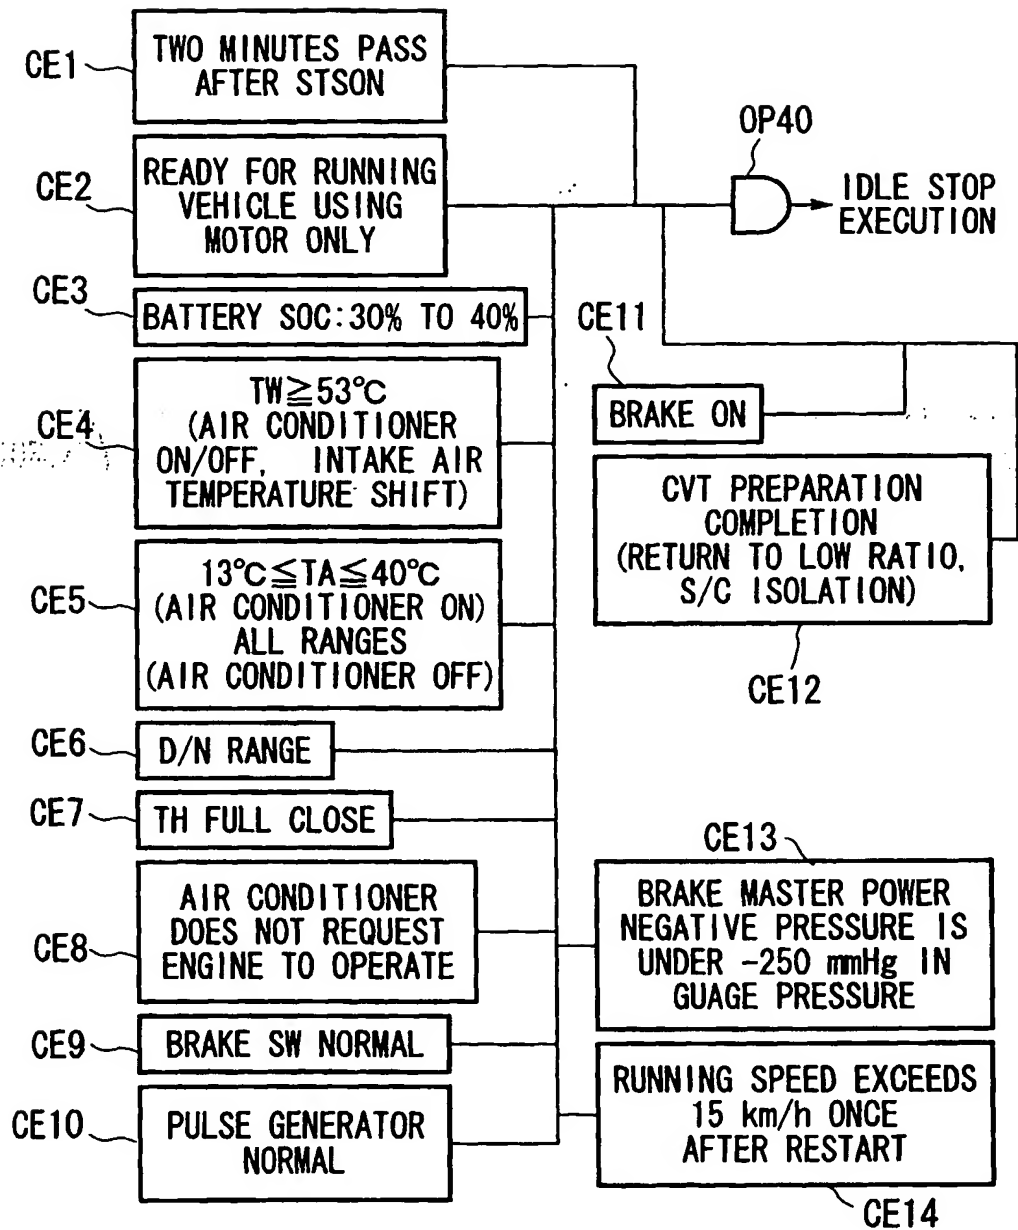 CE1
TWO MINUTES PASS
AFTER STSON
CE2
READY FOR RUNNING
VEHICLE USING
MOTOR ONLY
OP40
IDLE STOP
EXECUTION
CE3
BATTERY SOC:30% TO 40%
CE4
TW≧53°C
(AIR CONDITIONER
ON/OFF, INTAKE AIR
TEMPERATURE SHIFT)
CE11
BRAKE ON
CVT PREPARATION
COMPLETION
(RETURN TO LOW RATIO,
S/C ISOLATION)
CE12
CE5
13°C≦TA≦40°C
(AIR CONDITIONER ON)
ALL RANGES
(AIR CONDITIONER OFF)
CE6
D/N RANGE
CE7
TH FULL CLOSE
CE8
AIR CONDITIONER
DOES NOT REQUEST
ENGINE TO OPERATE
CE13
BRAKE MASTER POWER
NEGATIVE PRESSURE IS
UNDER -250 mmHg IN
GUAGE PRESSURE
CE9
BRAKE SW NORMAL
CE10
PULSE GENERATOR
NORMAL
RUNNING SPEED EXCEEDS
15 km/h ONCE
AFTER RESTART
CE14